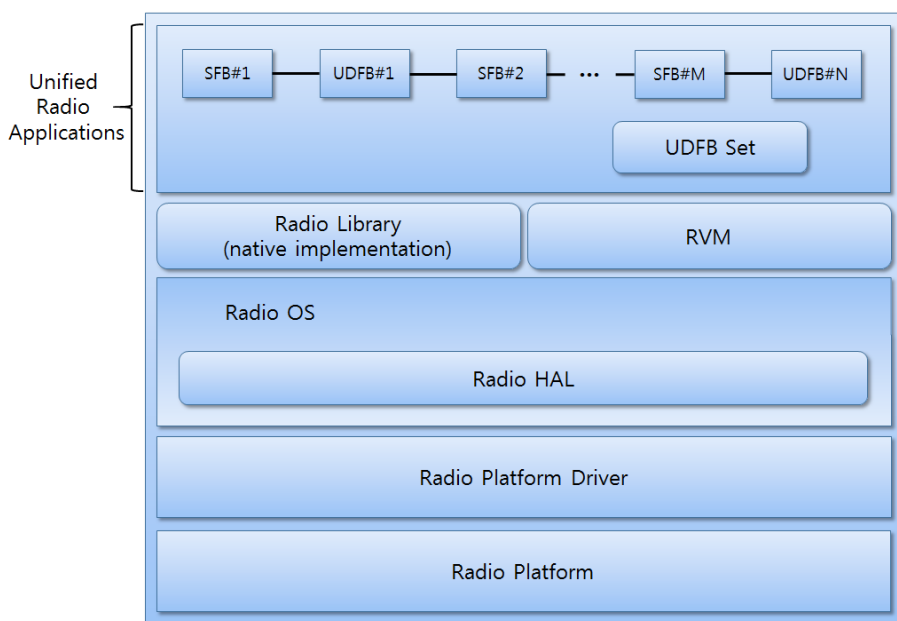 Unified
Radio
Applications
SFB#1
UDFB#1
SFB#2
...
SFB#M
UDFB#N
UDFB Set
Radio Library
(native implementation)
RVM
Radio OS
Radio HAL
Radio Platform Driver
Radio Platform